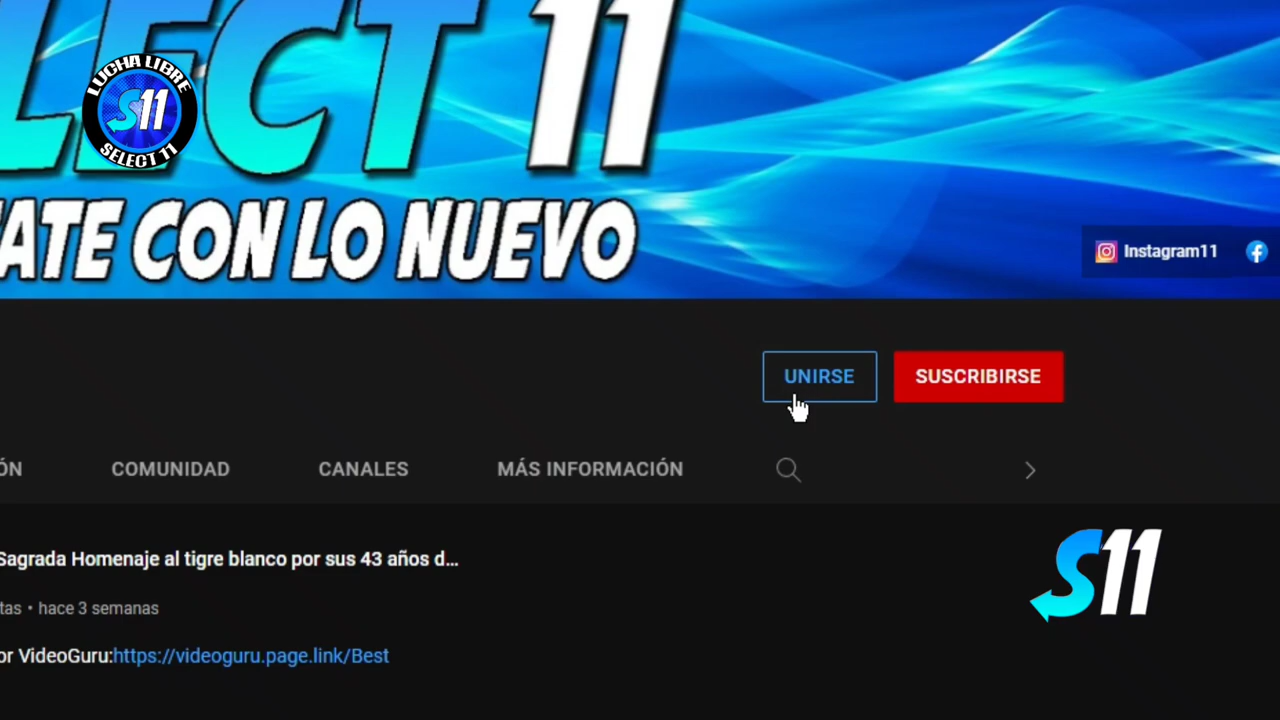 LECT 11
LUCHA LIBRE
S11
SELECT 11
ATE CON LO NUEVO
Instagram11
UNIRSE
SUSCRIBIRSE
ÓN
COMUNIDAD
CANALES
MÁS INFORMACIÓN
Sagrada Homenaje al tigre blanco por sus 43 años d...
tas • hace 3 semanas
S11
or VideoGuru:https://videoguru.page.link/Best